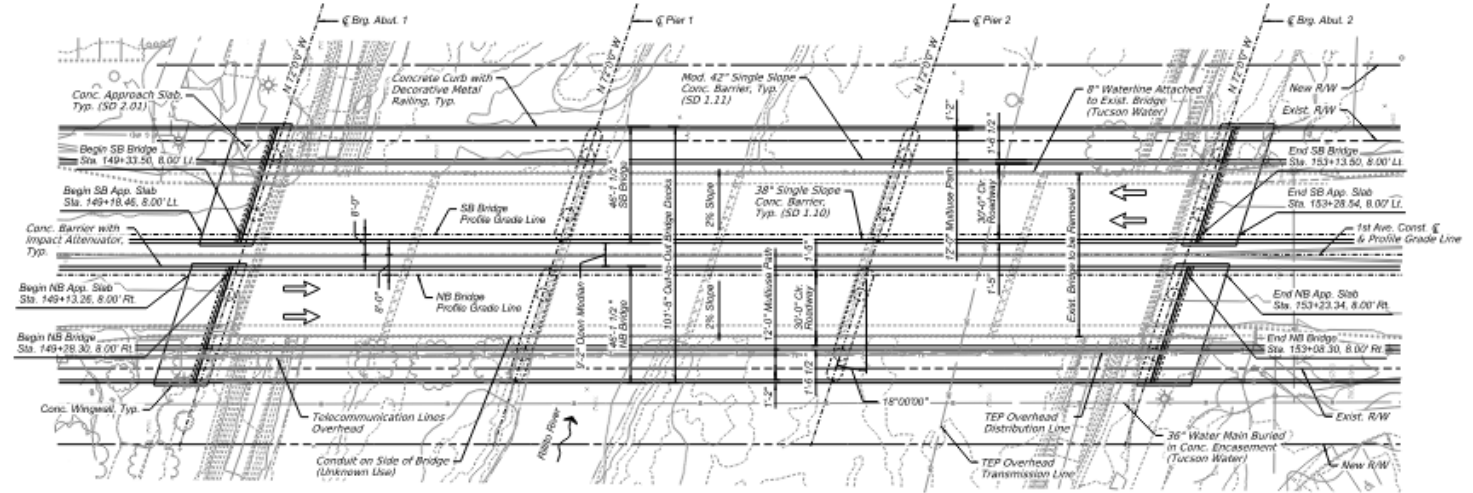 ℄ Brg. Abut. 1
℄ Pier 1
℄ Pier 2
℄ Brg. Abut. 2
N 12°0'0" W
N 12°0'0" W
N 12°0'0" W
N 12°0'0" W
Conc. Approach Slab,
Typ. (SD 2.01)
Concrete Curb with
Decorative Metal
Railing, Typ.
Mod. 42" Single Slope
Conc. Barrier, Typ.
(SD 1.11)
8" Waterline Attached
to Exist. Bridge
(Tucson Water)
New R/W
Exist. R/W
Begin SB Bridge
Sta. 149+33.50, 8.00' Lt.
Begin SB App. Slab
Sta. 149+18.46, 8.00' Lt.
Conc. Barrier with
Impact Attenuator,
Typ.
Begin NB App. Slab
Sta. 149+13.26, 8.00' Rt.
Begin NB Bridge
Sta. 149+28.30, 8.00' Rt.
Conc. Wingwall, Typ.
8'-0"
8'-0"
SB Bridge
Profile Grade Line
NB Bridge
Profile Grade Line
9'-2" Open Median
46'-1 1/2"
SB Bridge
46'-1 1/2"
NB Bridge
101'-5" Out-to-Out Bridge Decks
2% Slope
2% Slope
38" Single Slope
Conc. Barrier,
Typ. (SD 1.10)
12'-0" Multiuse Path
1'-2"
1'-5"
30'-0" Clr.
Roadway
1'-6 1/2"
1'-2"
12'-0" Multiuse Path
1'-6 1/2"
30'-0" Clr.
Roadway
1'-5"
Exist. Bridge to be Removed
End SB Bridge
Sta. 153+13.50, 8.00' Lt.
End SB App. Slab
Sta. 153+28.54, 8.00' Lt.
1st Ave. Const. ℄
& Profile Grade Line
End NB App. Slab
Sta. 153+23.34, 8.00' Rt.
End NB Bridge
Sta. 153+08.30, 8.00' Rt.
Exist. R/W
New R/W
Telecommunication Lines
Overhead
Conduit on Side of Bridge
(Unknown Use)
Rillito River
18°00'00"
TEP Overhead
Distribution Line
TEP Overhead
Transmission Line
36" Water Main Buried
in Conc. Encasement
(Tucson Water)